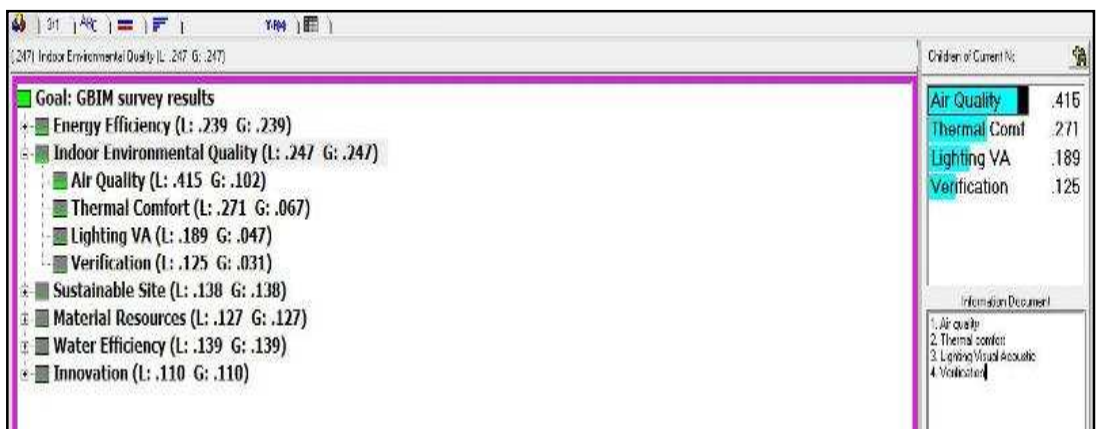 3:1
ABC
(.247) Indoor Environmental Quality (L: .247 G: .247)
Goal: GBIM survey results
Energy Efficiency (L: .239 G: .239)
Indoor Environmental Quality (L: .247 G: .247)
Air Quality (L: .415 G: .102)
Thermal Comfort (L: .271 G: .067)
Lighting VA (L: .189 G: .047)
Verification (L: .125 G: .031)
Sustainable Site (L: .138 G: .138)
Material Resources (L: .127 G: .127)
Water Efficiency (L: .139 G: .139)
Innovation (L: .110 G: .110)
Children of Current Nc
Air Quality .415
Thermal Comf .271
Lighting VA .189
Verification .125
Information Document
1. Air quality
2. Thermal comfort
3. Lighting Visual Acoustic
4. Verification